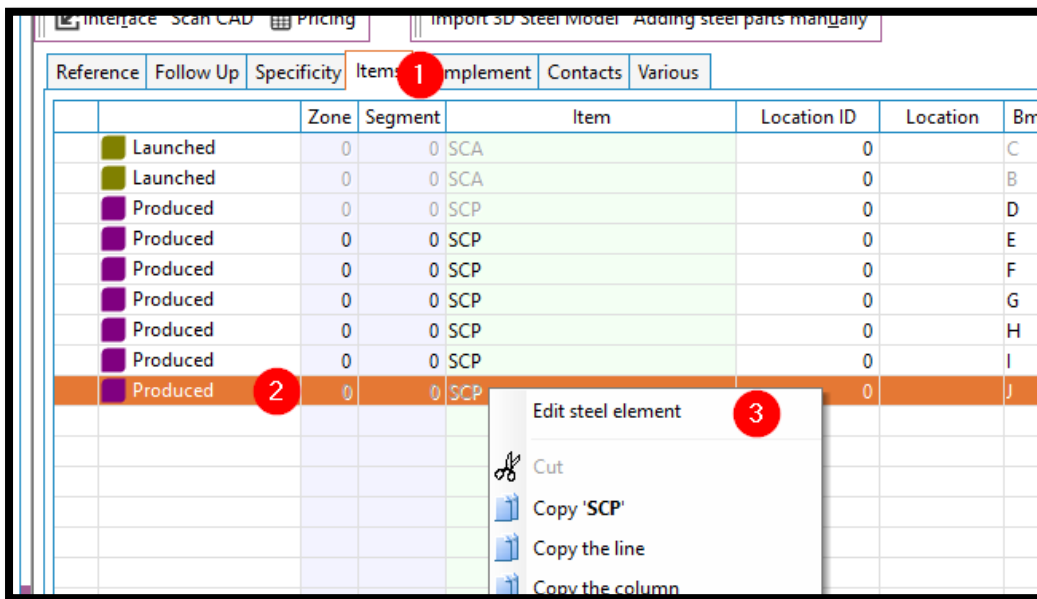 Interface Scan CAD Pricing Import 3D Steel Model Adding steel parts manually
Reference Follow Up Specificity Items 1 mplement Contacts Various
Zone Segment Item Location ID Location Bm
Launched 0 0 SCA 0 C
Launched 0 0 SCA 0 B
Produced 0 0 SCP 0 D
Produced 0 0 SCP 0 E
Produced 0 0 SCP 0 F
Produced 0 0 SCP 0 G
Produced 0 0 SCP 0 H
Produced 0 0 SCP 0 I
Produced 2 0 0 SCP 0 J
Edit steel element 3
Cut
Copy 'SCP'
Copy the line
Copy the column